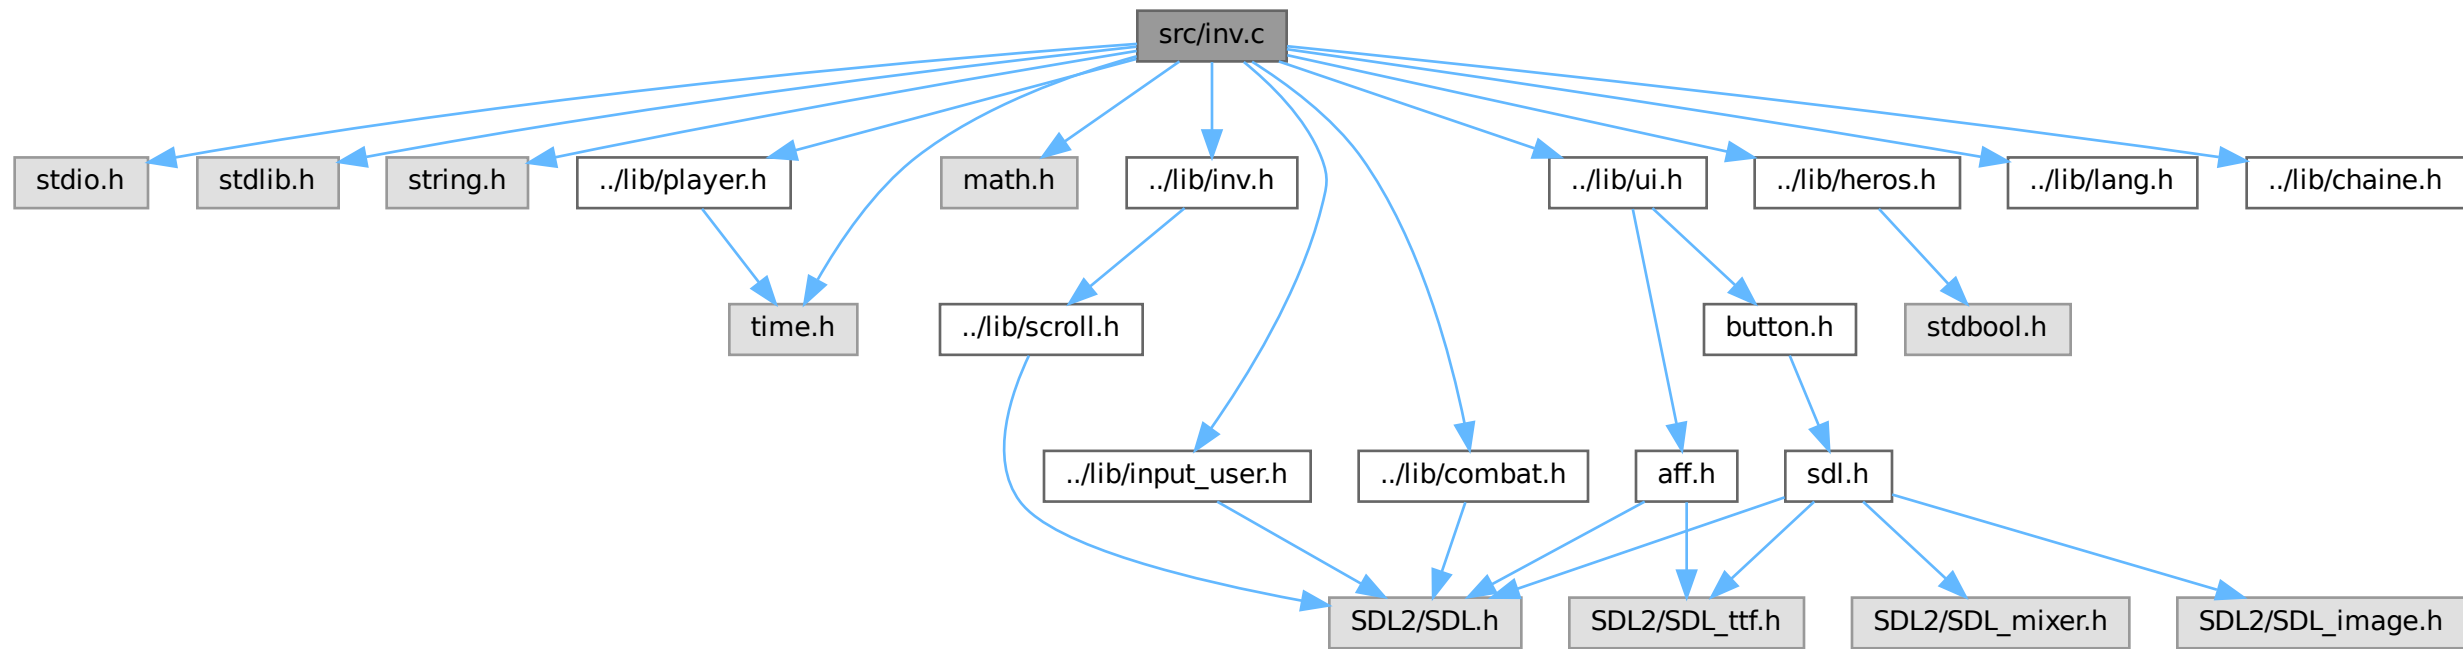 src/inv.c
stdio.h
stdlib.h
string.h
../lib/player.h
math.h
../lib/inv.h
../lib/ui.h
../lib/heros.h
../lib/lang.h
../lib/chaine.h
time.h
../lib/scroll.h
button.h
stdbool.h
../lib/input_user.h
../lib/combat.h
aff.h
sdl.h
SDL2/SDL.h
SDL2/SDL_ttf.h
SDL2/SDL_mixer.h
SDL2/SDL_image.h